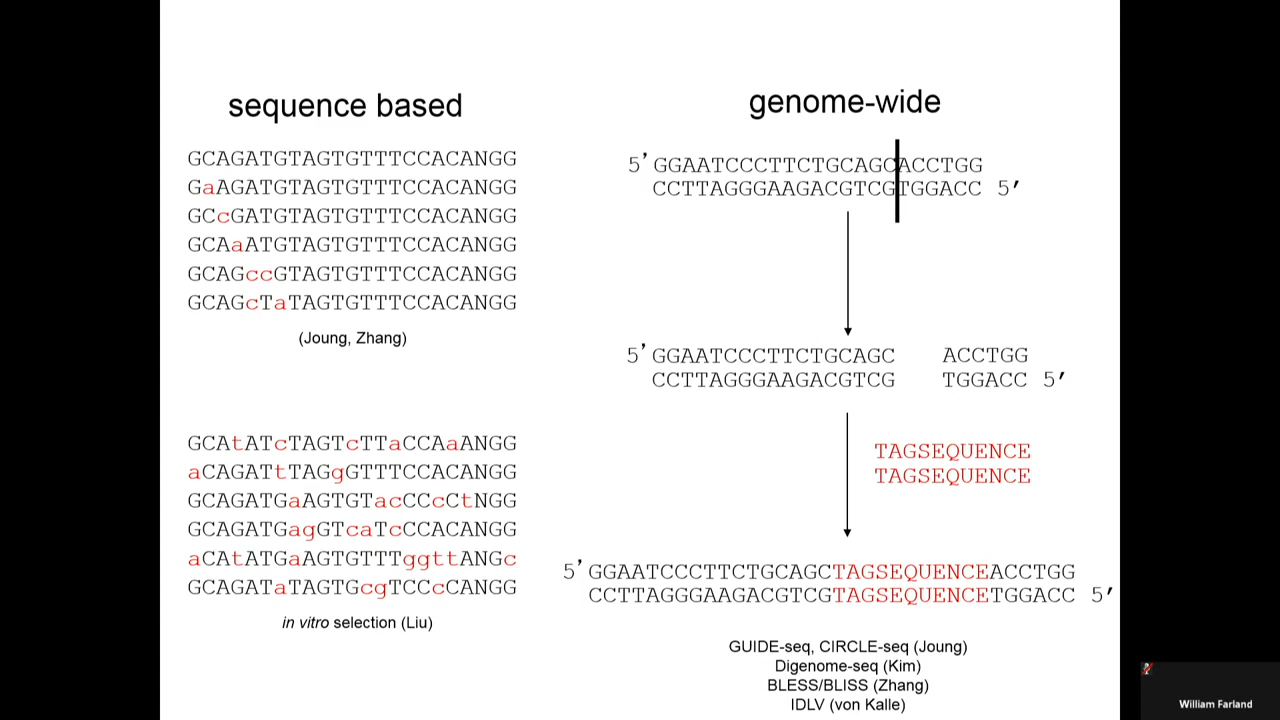 sequence based
GCAGATGTAGTGTTTCCACANGG
GaAGATGTAGTGTTTCCACANGG
GCcGATGTAGTGTTTCCACANGG
GCAaATGTAGTGTTTCCACANGG
GCAGccGTAGTGTTTCCACANGG
GCAGcTaTAGTGTTTCCACANGG
(Joung, Zhang)
GCAtATcTAGTcTTaCCAaANGG
aCAGATtTAGgGTTTCCACANGG
GCAGATGaAGTGTacCCcCtNGG
GCAGATGagGTcaTcCCACANGG
aCAtATGaAGTGTTTggttANGc
GCAGATaTAGTGcgTCCcCANGG
in vitro selection (Liu)
genome-wide
5'GGAATCCCTTCTGCAGCACCTGG
CCTTAGGGAAGACGTCGTGGACC 5'
5'GGAATCCCTTCTGCAGC ACCTGG
CCTTAGGGAAGACGTCG TGGACC 5'
TAGSEQUENCE
TAGSEQUENCE
5'GGAATCCCTTCTGCAGCTAGSEQUENCEACCTGG
CCTTAGGGAAGACGTCGTAGSEQUENCETGGACC 5'
GUIDE-seq, CIRCLE-seq (Joung)
Digenome-seq (Kim)
BLESS/BLISS (Zhang)
IDLV (von Kalle)
William Farland